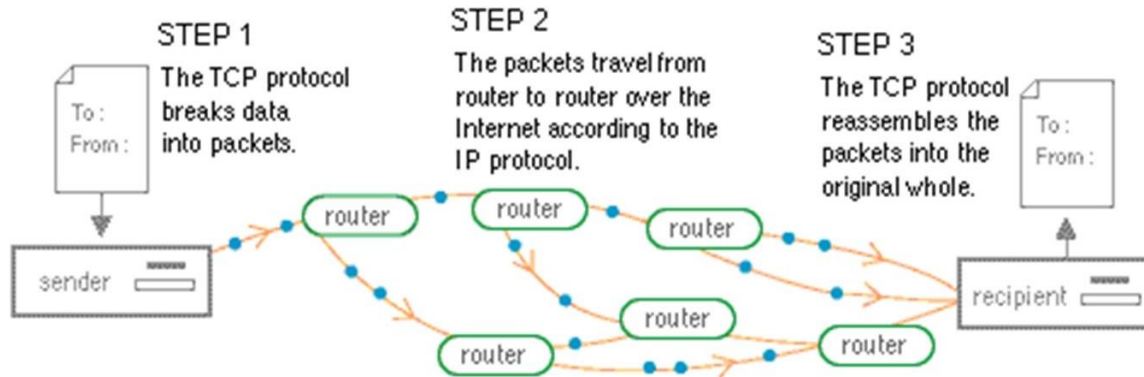 STEP 1
The TCP protocol
breaks data
into packets.
STEP 2
The packets travel from
router to router over the
Internet according to the
IP protocol.
STEP 3
The TCP protocol
reassembles the
packets into the
original whole.
To :
From :
To :
From :
sender
router
router
router
router
router
router
recipient